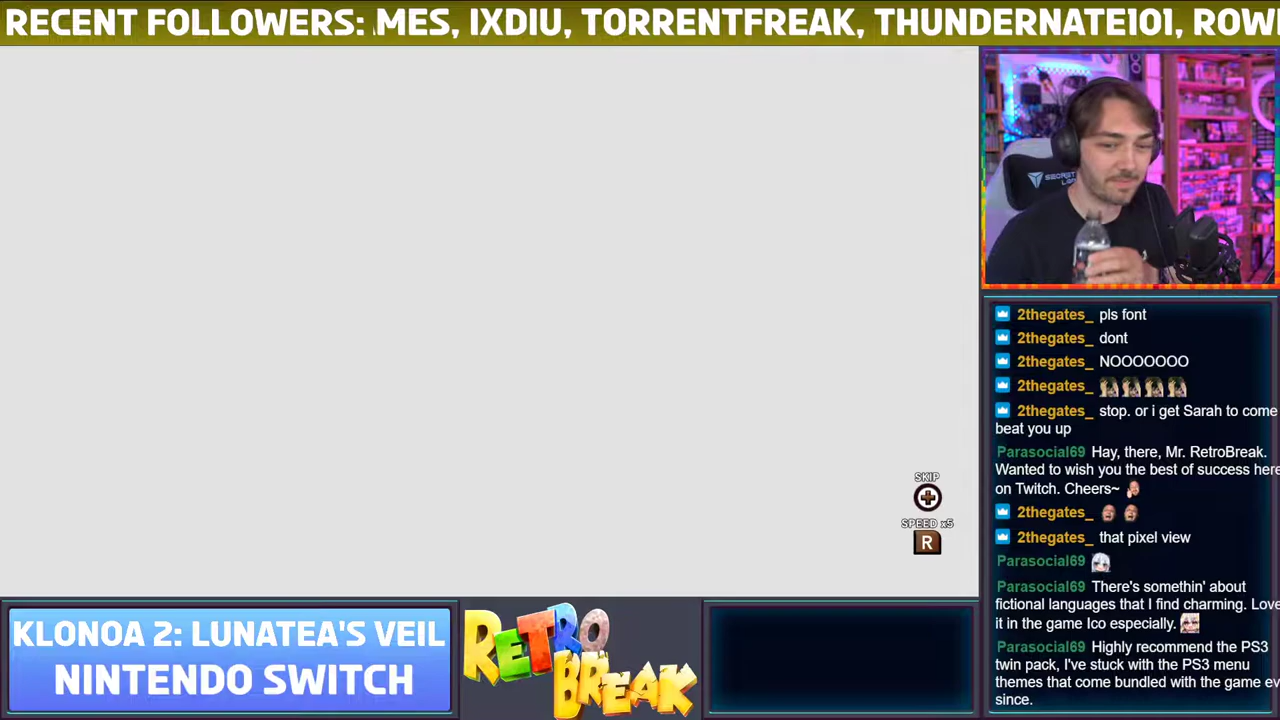 RECENT FOLLOWERS: MES, IXDIU, TORRENTFREAK, THUNDERNATE101, ROW
SECRET
2thegates_ pls font
2thegates_ dont
2thegates_ NOOOOOOO
2thegates_
2thegates_ stop. or i get Sarah to come
beat you up
Parasocial69 Hay, there, Mr. RetroBreak.
Wanted to wish you the best of success here
on Twitch. Cheers~
2thegates_
2thegates_ that pixel view
Parasocial69
Parasocial69 There's somethin' about
fictional languages that I find charming. Love
it in the game Ico especially.
Parasocial69 Highly recommend the PS3
twin pack, I've stuck with the PS3 menu
themes that come bundled with the game ev
since.
SKIP
SPEED x5
R
KLONOA 2: LUNATEA'S VEIL
NINTENDO SWITCH
RETRO
BREAK